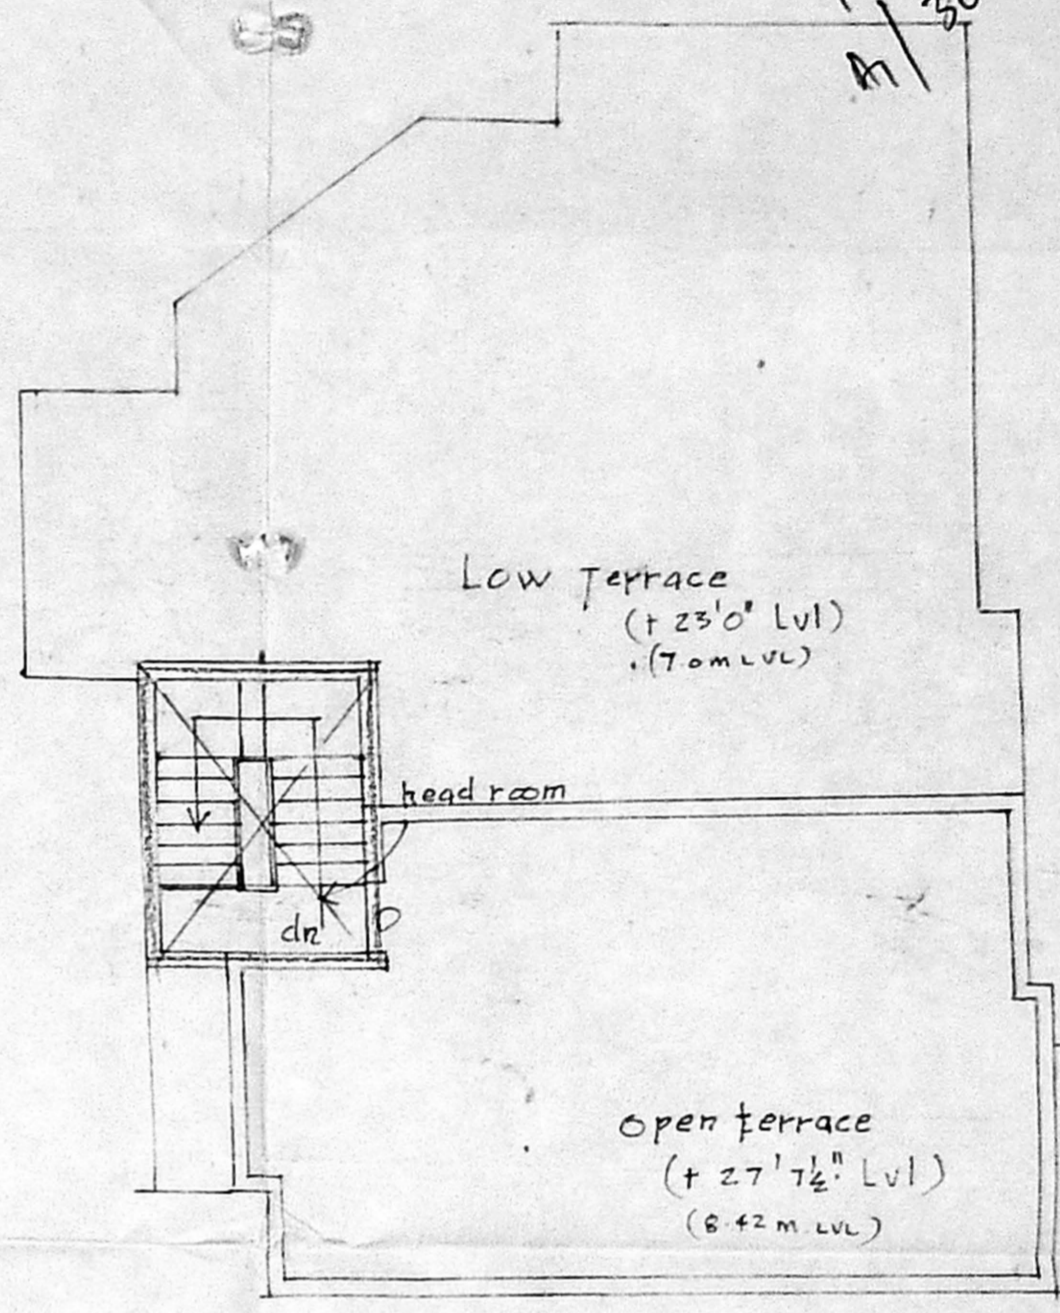 Low Terrace
(+ 23'0" Lvl)
(7.0m LVL)
head room
dn
Open terrace
(+ 27'7½" Lvl)
(8.42 m. LVL)